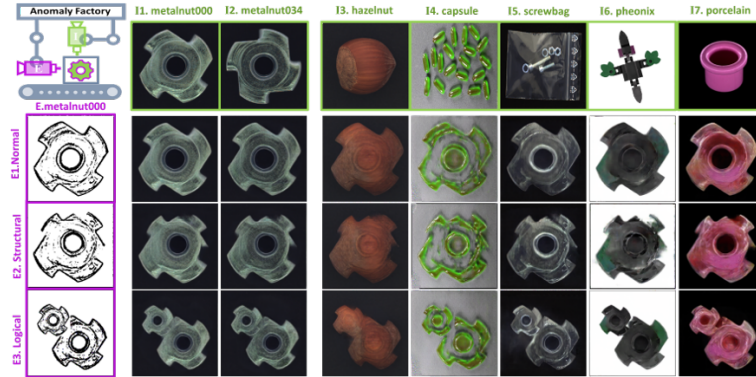 Anomaly Factory
I1. metalnut000
I2. metalnut034
I3. hazelnut
I4. capsule
I5. screwbag
I6. pheonix
I7. porcelain
I
E
E.metalnut000
E1.Normal
E2. Structural
E3. Logical